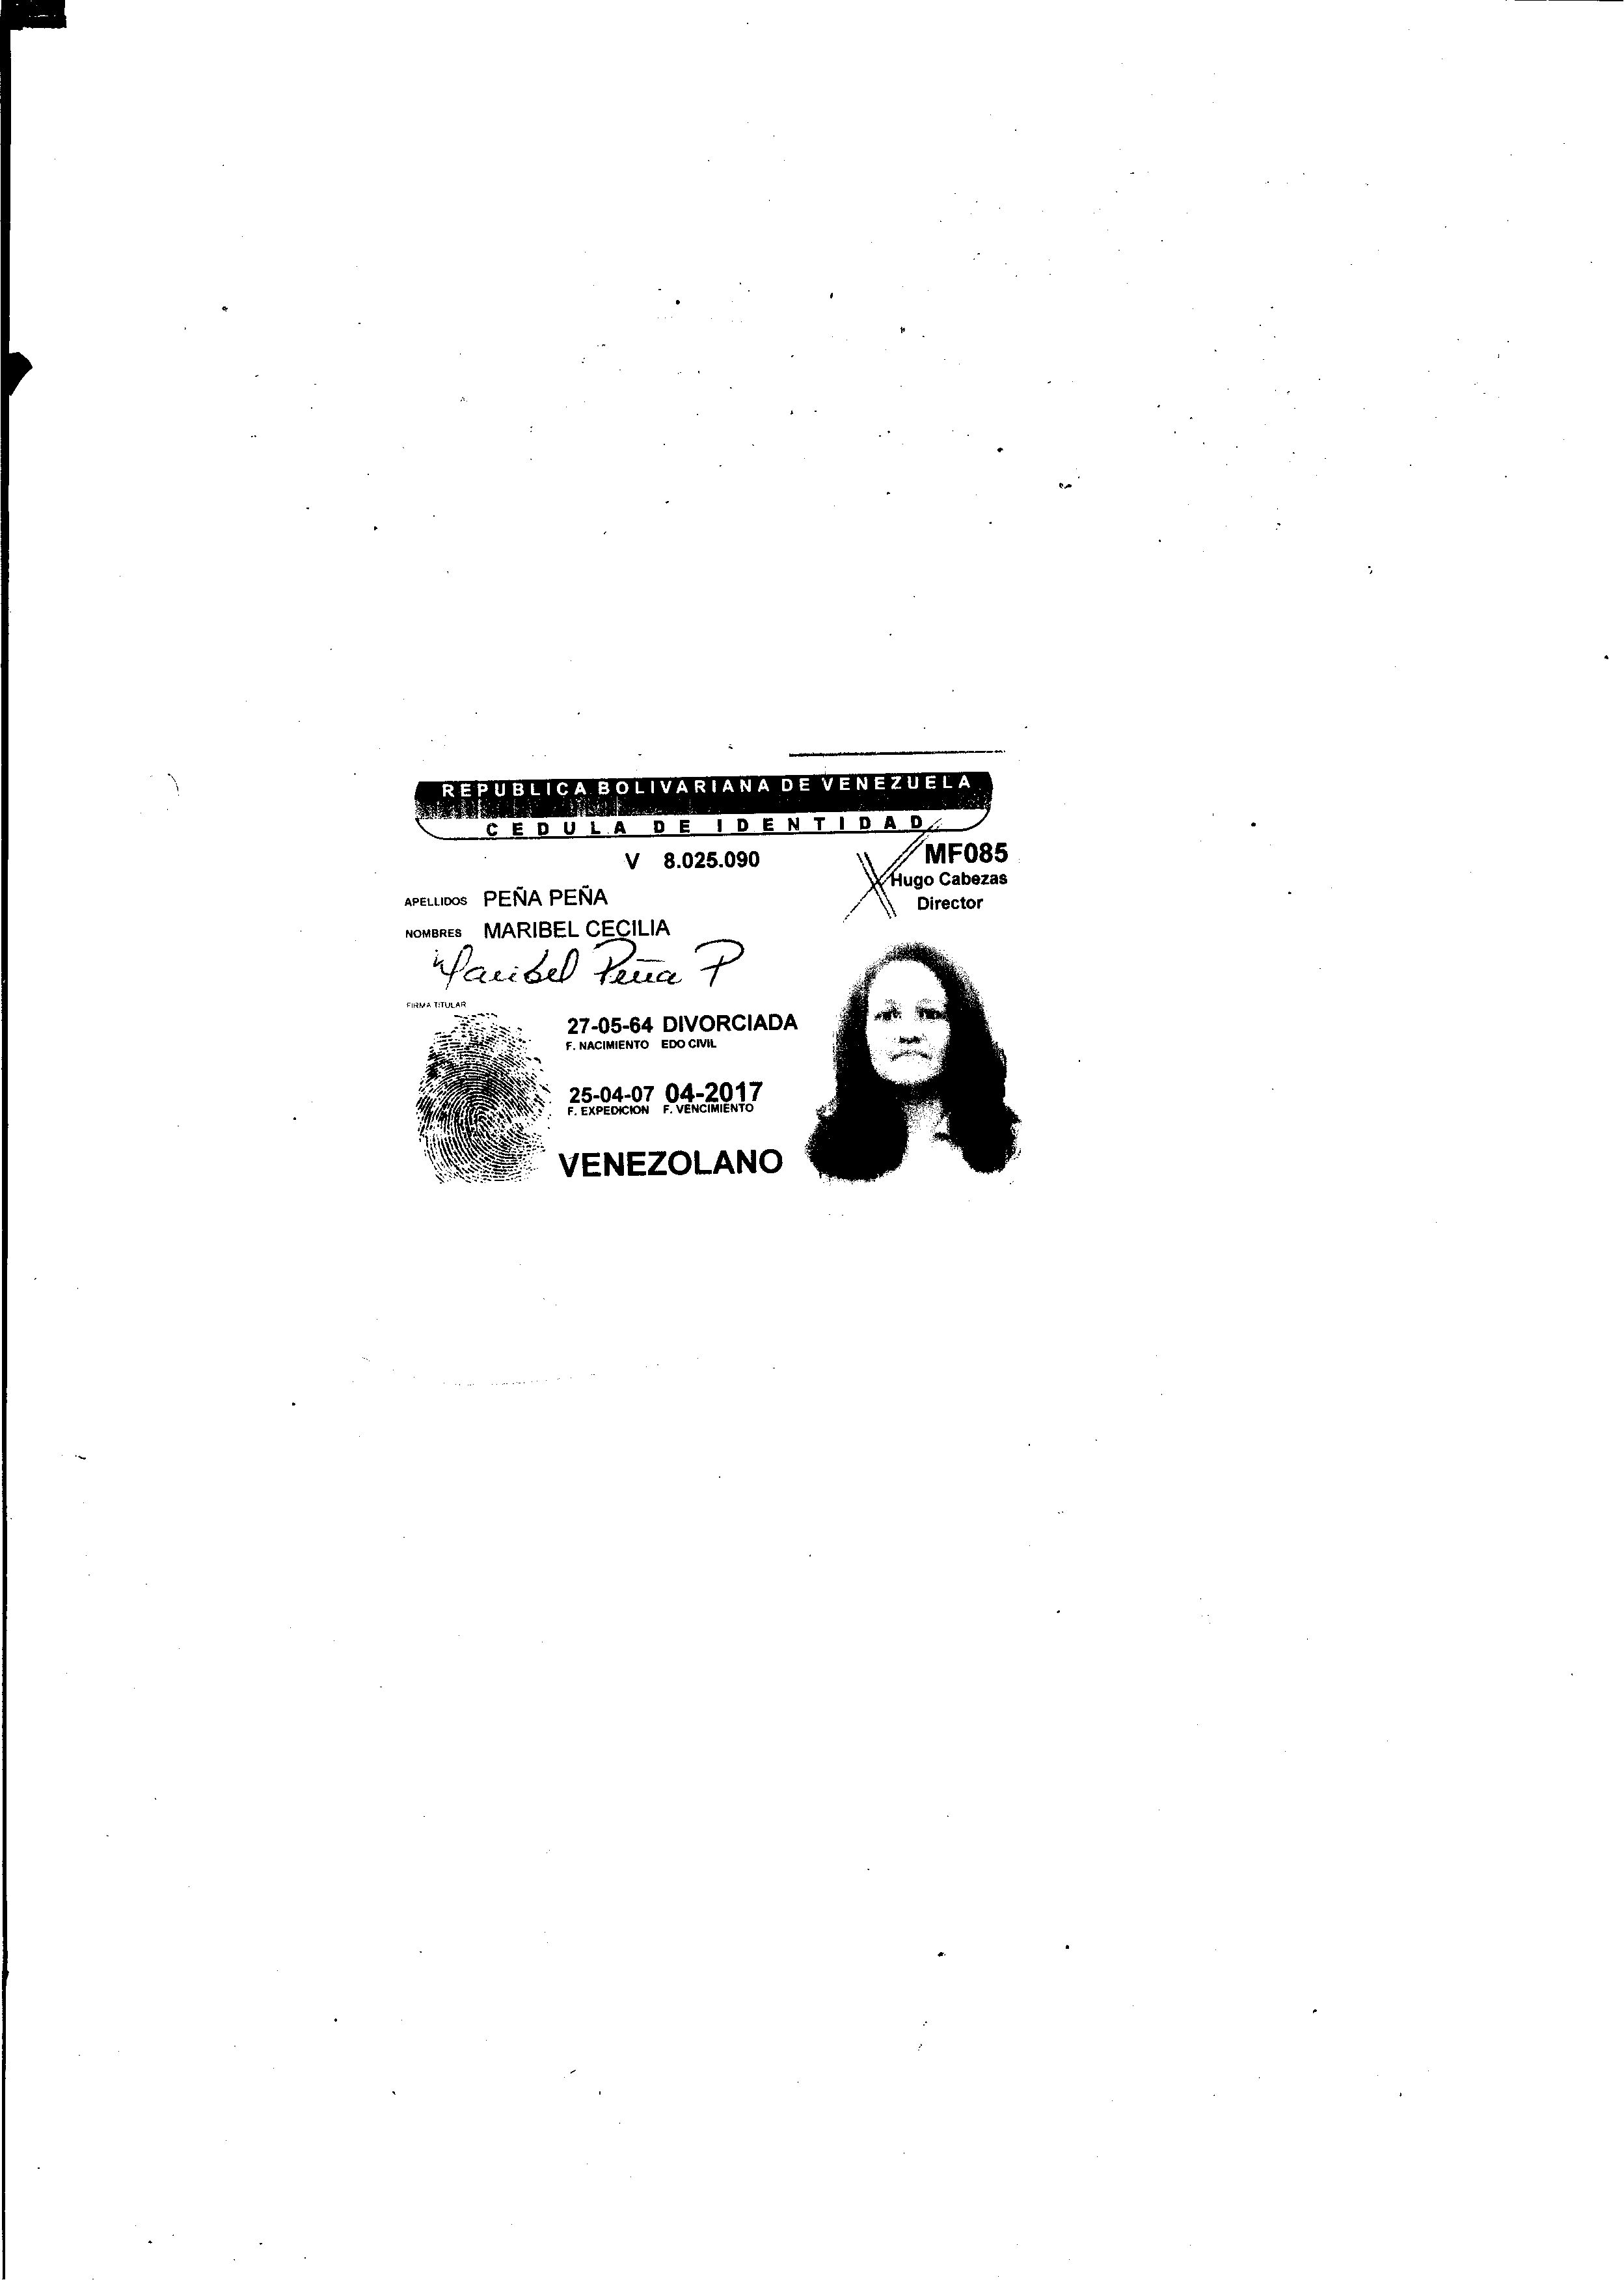 REPUBLICA BOLIVARIANA DE VENEZUELA
CEDULA DE IDENTIDAD
V 8.025.090
MF085
Hugo Cabezas
Director
APELLIDOS PEÑA PEÑA
NOMBRES MARIBEL CECILIA
Maribel Peña P
FIRMA TITULAR
27-05-64 DIVORCIADA
F. NACIMIENTO EDO CIVIL
25-04-07 04-2017
F. EXPEDICION F. VENCIMIENTO
VENEZOLANO